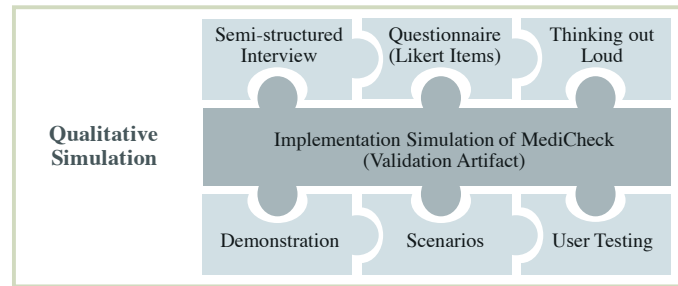 Semi-structured
Interview
Questionnaire
(Likert Items)
Thinking out
Loud
Qualitative
Simulation
Implementation Simulation of MediCheck
(Validation Artifact)
Demonstration
Scenarios
User Testing